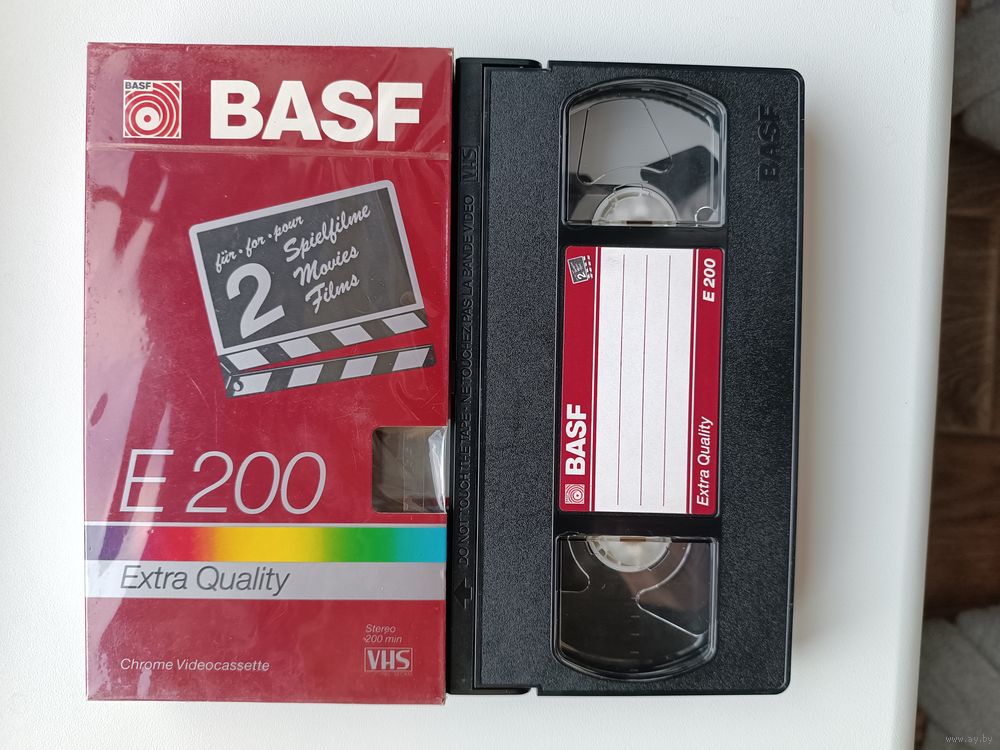 BASF
BASF
für · for · pour
2
Spielfilme
Movies
Films
E 200
Extra Quality
Stereo
200 min
VHS
Chrome Videocassette
VHS
DO NOT TOUCH THE TAPE · NE TOUCHEZ PAS LA BANDE VIDEO
2
E 200
BASF
Extra Quality
BASF
www.ay.by